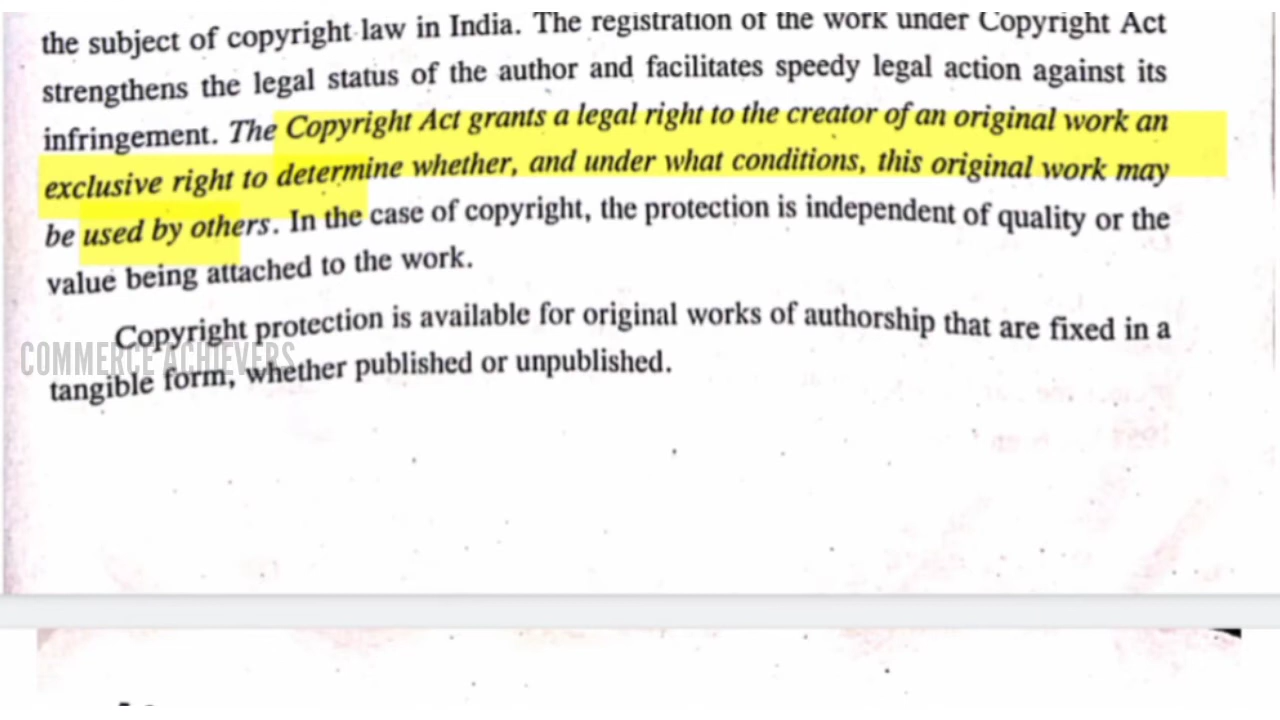 the subject of copyright law in India. The registration of the work under Copyright Act
strengthens the legal status of the author and facilitates speedy legal action against its
infringement. The Copyright Act grants a legal right to the creator of an original work an
exclusive right to determine whether, and under what conditions, this original work may
be used by others. In the case of copyright, the protection is independent of quality or the
value being attached to the work.
Copyright protection is available for original works of authorship that are fixed in a
COMMERCE ACHIEVERS
tangible form, whether published or unpublished.